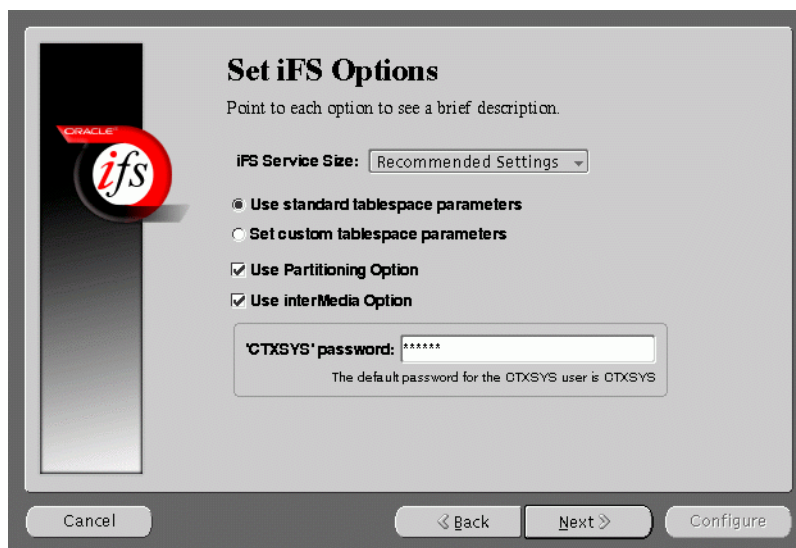 Set iFS Options
Point to each option to see a brief description.
ORACLE
ifs
iFS Service Size: Recommended Settings
Use standard tablespace parameters
Set custom tablespace parameters
Use Partitioning Option
Use interMedia Option
'CTXSYS' password: ******
The default password for the CTXSYS user is CTXSYS
Cancel
Back
Next
Configure